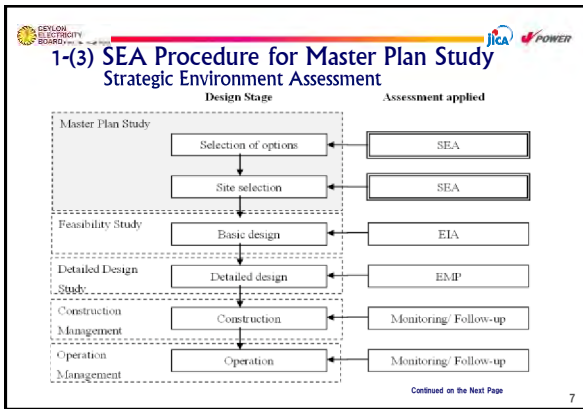 CEYLON
ELECTRICITY
BOARD
jica POWER
1-(3) SEA Procedure for Master Plan Study
Strategic Environment Assessment
Design Stage Assessment applied
Master Plan Study
Selection of options SEA
Site selection SEA
Feasibility Study
Basic design EIA
Detailed Design
Study
Detailed design EMP
Construction
Management
Construction Monitoring/ Follow-up
Operation
Management
Operation Monitoring/ Follow-up
Continued on the Next Page
7